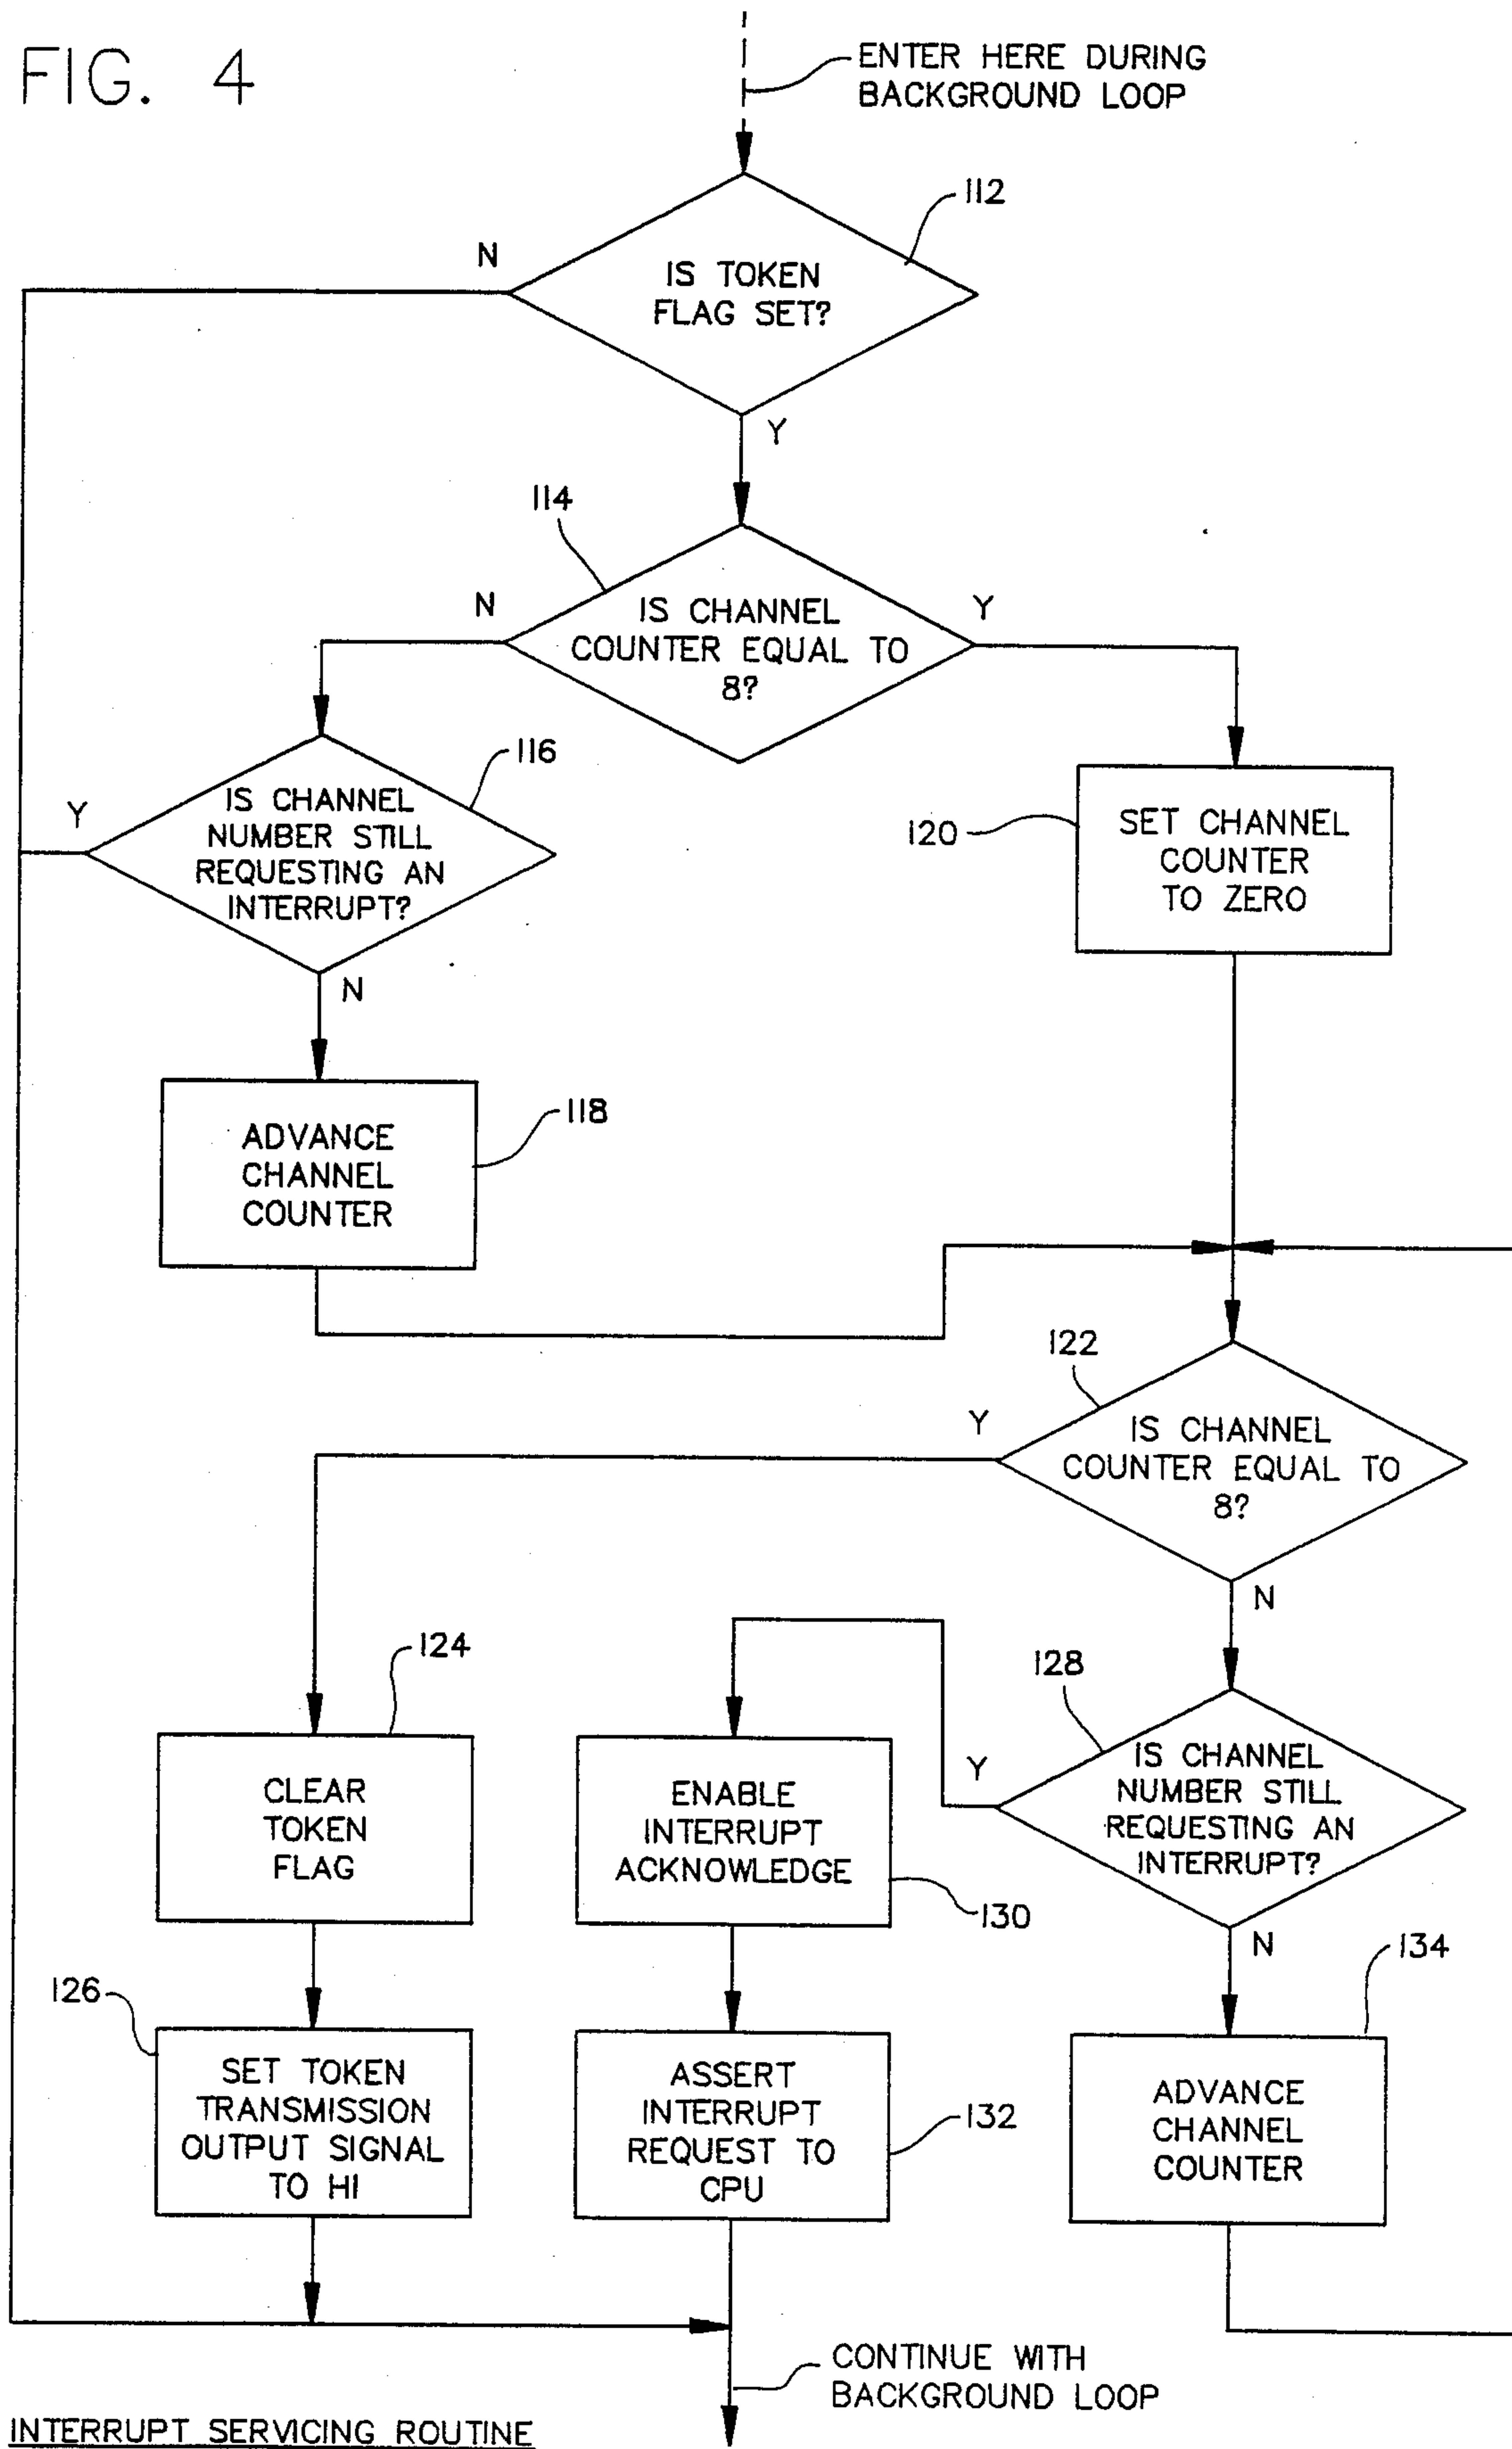 FIG. 4
ENTER HERE DURING
BACKGROUND LOOP
112
N
IS TOKEN
FLAG SET?
Y
114
N
IS CHANNEL
COUNTER EQUAL TO
8?
Y
116
Y
IS CHANNEL
NUMBER STILL
REQUESTING AN
INTERRUPT?
N
120
SET CHANNEL
COUNTER
TO ZERO
118
ADVANCE
CHANNEL
COUNTER
122
Y
IS CHANNEL
COUNTER EQUAL TO
8?
N
124
CLEAR
TOKEN
FLAG
128
Y
IS CHANNEL
NUMBER STILL
REQUESTING AN
INTERRUPT?
N
ENABLE
INTERRUPT
ACKNOWLEDGE
130
134
126
SET TOKEN
TRANSMISSION
OUTPUT SIGNAL
TO HI
ASSERT
INTERRUPT
REQUEST TO
CPU
132
ADVANCE
CHANNEL
COUNTER
CONTINUE WITH
BACKGROUND LOOP
INTERRUPT SERVICING ROUTINE